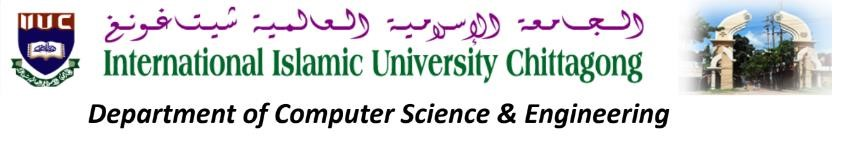 الجامعة الإسلامية العالمية شيتاغونغ
IIUC
International Islamic University Chittagong
Department of Computer Science & Engineering